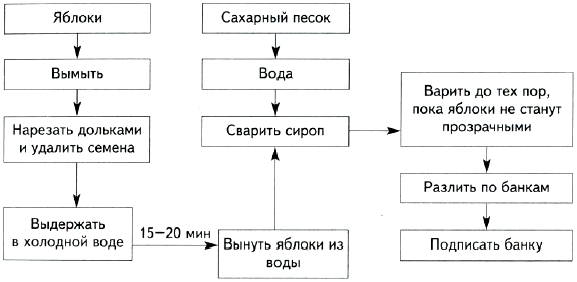 Яблоки
Вымыть
Нарезать дольками
и удалить семена
Выдержать
в холодной воде
15—20 мин
Сахарный песок
Вода
Сварить сироп
Вынуть яблоки из
воды
Варить до тех пор,
пока яблоки не станут
прозрачными
Разлить по банкам
Подписать банку